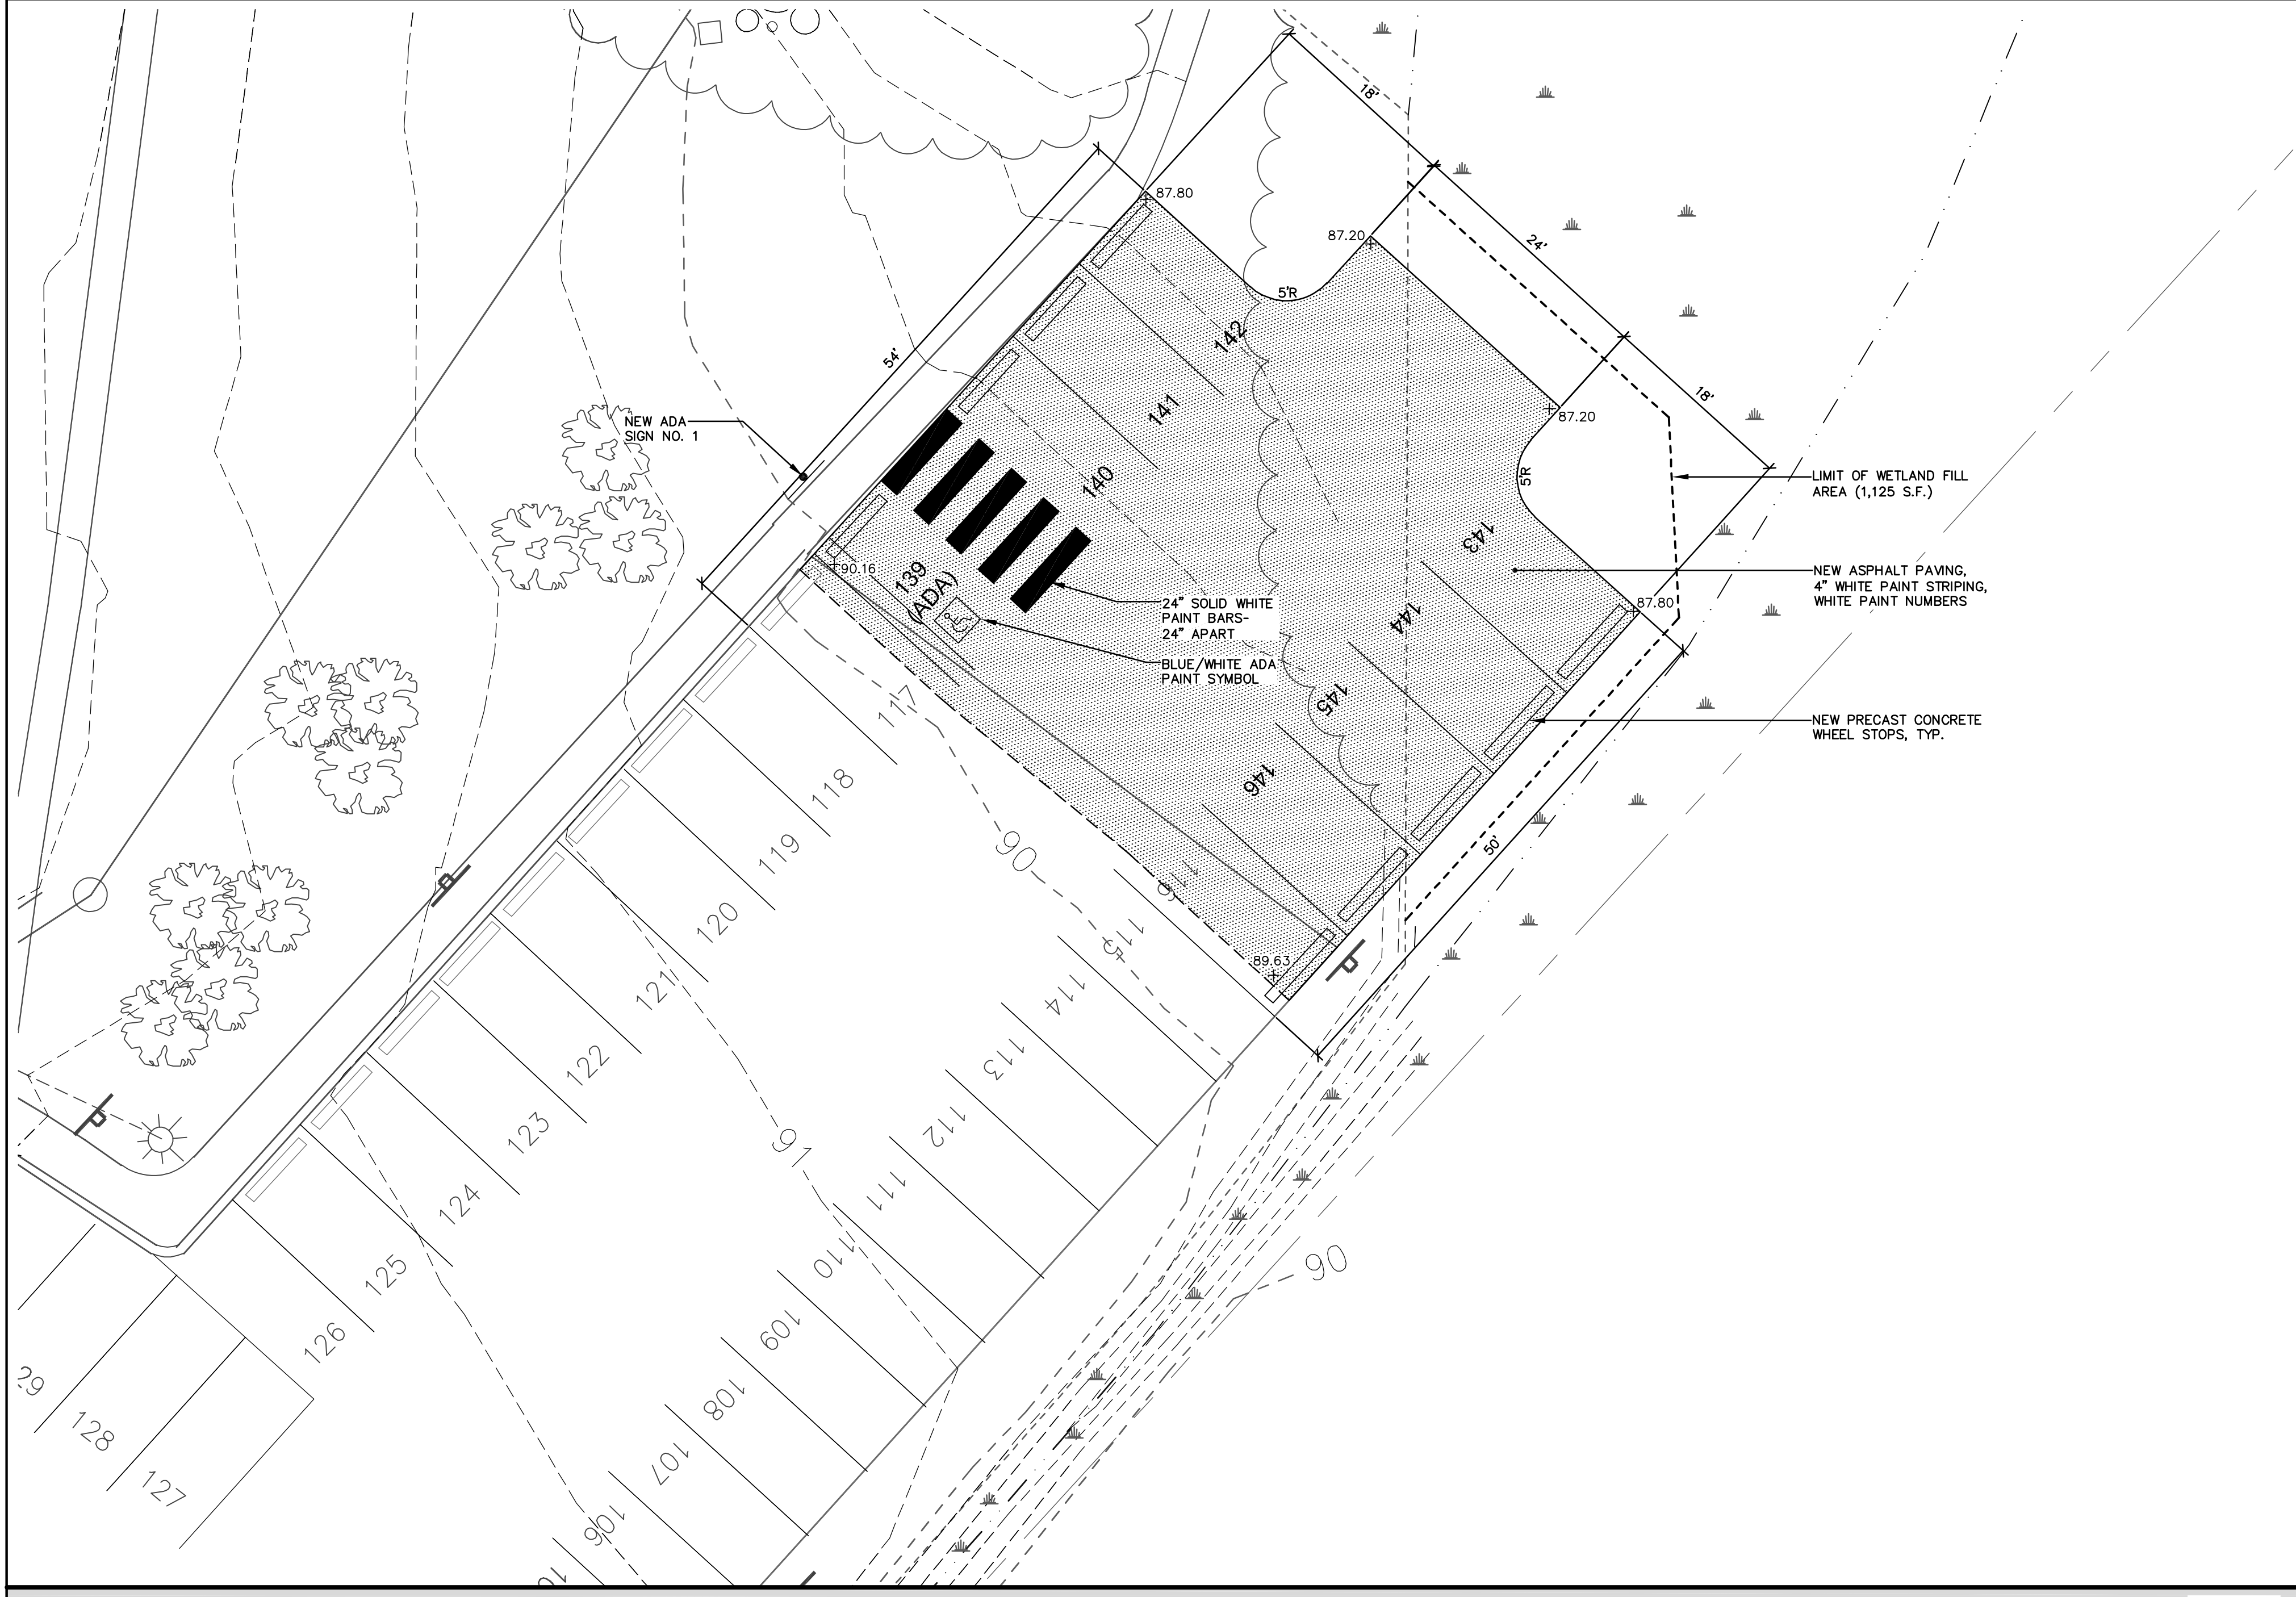 18'
87.80
87.20
24'
5'R
54'
142
18'
87.20
141
NEW ADA
SIGN NO. 1
140
5'R
LIMIT OF WETLAND FILL
AREA (1,125 S.F.)
143
90.16
139
(ADA)
NEW ASPHALT PAVING,
4" WHITE PAINT STRIPING,
WHITE PAINT NUMBERS
24" SOLID WHITE
PAINT BARS-
24" APART
87.80
144
BLUE/WHITE ADA
PAINT SYMBOL
145
117
NEW PRECAST CONCRETE
WHEEL STOPS, TYP.
118
146
50'
119
90
116
120
115
89.63
121
114
122
113
123
112
91
124
111
110
90
125
109
126
29
108
128
107
127
106
10